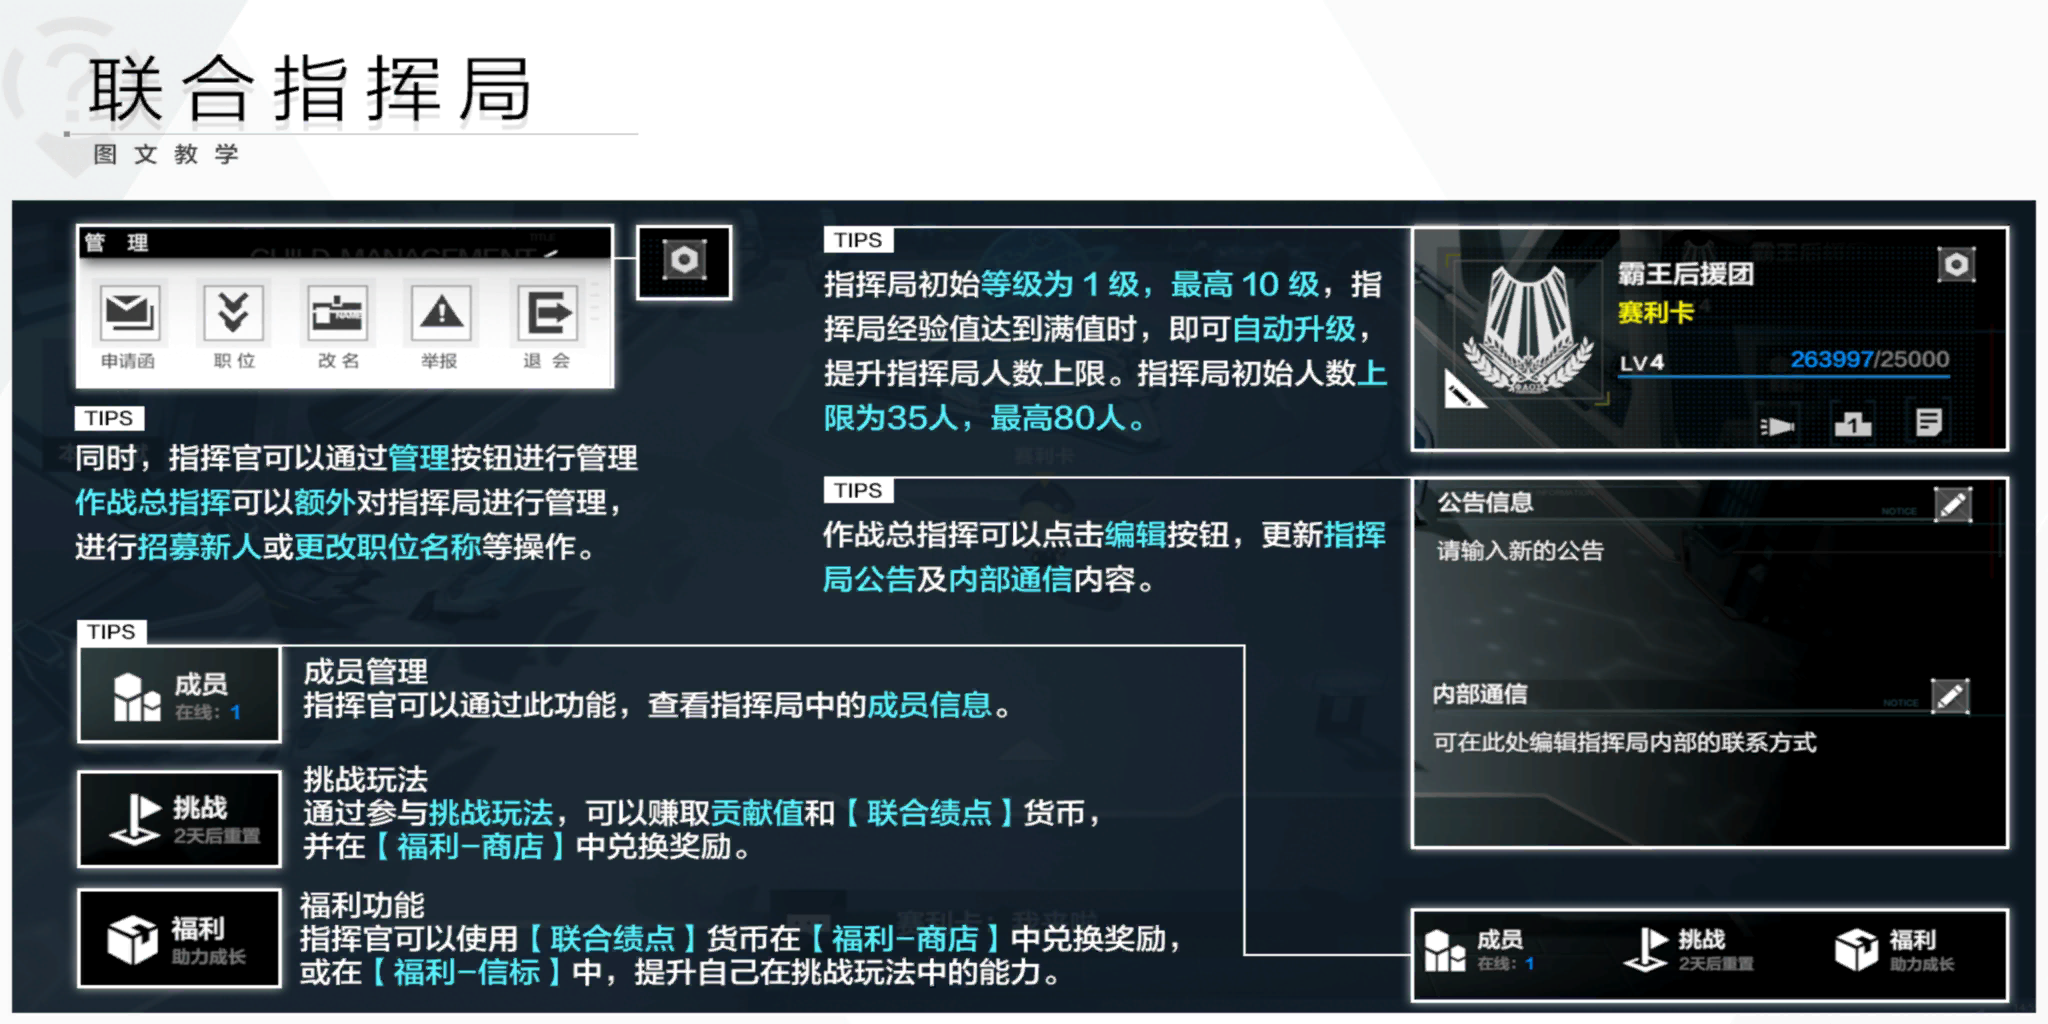 联合指挥局
图文教学
管 理
GUILD MANAGEMENT
申请函
职位
改名
举报
退会
TIPS
同时，指挥官可以通过管理按钮进行管理
作战总指挥可以额外对指挥局进行管理，
进行招募新人或更改职位名称等操作。
TIPS
指挥局初始等级为 1 级，最高 10 级，指
挥局经验值达到满值时，即可自动升级，
提升指挥局人数上限。指挥局初始人数上
限为35人，最高80人。
霸王后援团
赛利卡
LV4
263997/25000
TIPS
作战总指挥可以点击编辑按钮，更新指挥
局公告及内部通信内容。
公告信息
NOTICE
请输入新的公告
内部通信
NOTICE
可在此处编辑指挥局内部的联系方式
TIPS
成员
在线：1
成员管理
指挥官可以通过此功能，查看指挥局中的成员信息。
挑战
2天后重置
挑战玩法
通过参与挑战玩法，可以赚取贡献值和【联合绩点】货币，
并在【福利–商店】中兑换奖励。
福利
助力成长
福利功能
指挥官可以使用【联合绩点】货币在【福利–商店】中兑换奖励，
或在【福利–信标】中，提升自己在挑战玩法中的能力。
成员
在线：1
挑战
2天后重置
福利
助力成长